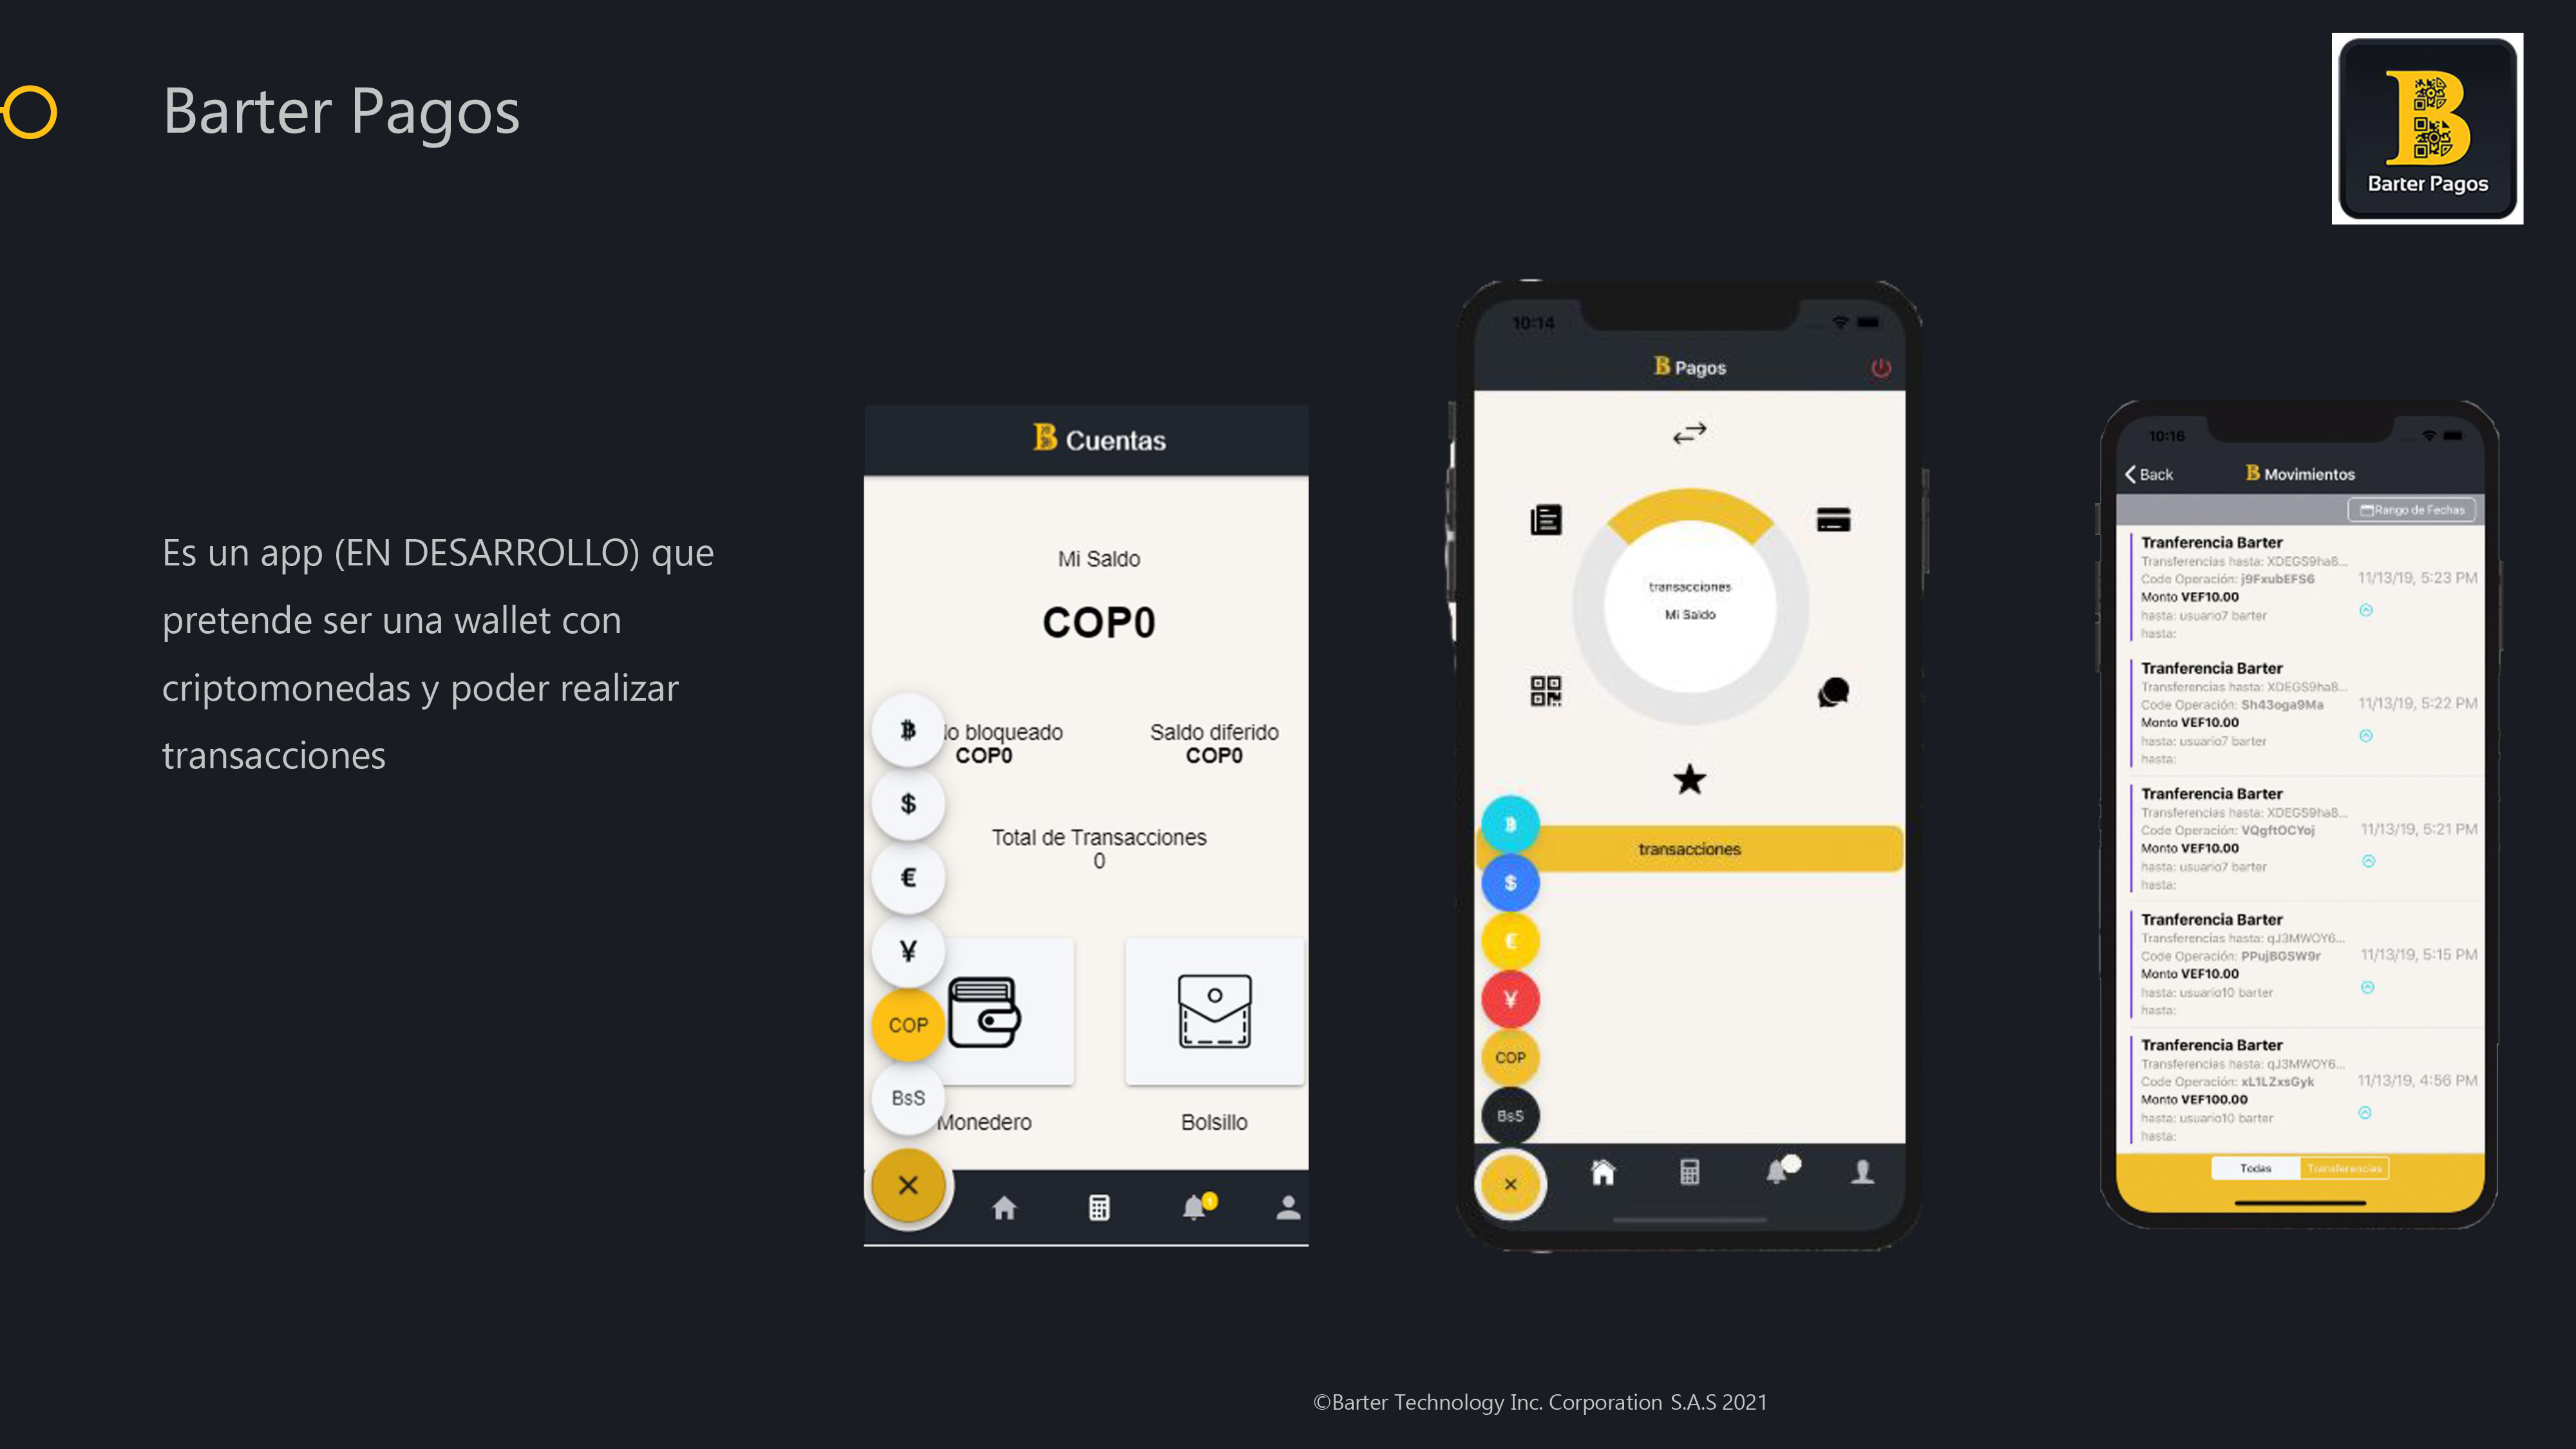 Barter Pagos
Barter Pagos
Es un app (EN DESARROLLO) que
pretende ser una wallet con
criptomonedas y poder realizar
transacciones
B Cuentas
Mi Saldo
COP0
o bloqueado
COP0
Saldo diferido
COP0
Total de Transacciones
0
฿
$
€
¥
COP
BsS
Monedero
Bolsillo
1
10:14
B Pagos
transacciones
Mi Saldo
transacciones
฿
$
€
¥
COP
BsS
10:16
Back
B Movimientos
Rango de Fechas
Tranferencia Barter
Transferencias hasta: XDEGS9ha8...
Code Operación: j9FxubEFS6
11/13/19, 5:23 PM
Monto VEF10.00
hasta: usuario7 barter
hasta:
Tranferencia Barter
Transferencias hasta: XDEGS9ha8...
Code Operación: Sh43oga9Ma
11/13/19, 5:22 PM
Monto VEF10.00
hasta: usuario7 barter
hasta:
Tranferencia Barter
Transferencias hasta: XDEGS9ha8...
Code Operación: VQgftOCYoj
11/13/19, 5:21 PM
Monto VEF10.00
hasta: usuario7 barter
hasta:
Tranferencia Barter
Transferencias hasta: qJ3MWOY6...
Code Operación: PPujBGSW9r
11/13/19, 5:15 PM
Monto VEF10.00
hasta: usuario10 barter
hasta:
Tranferencia Barter
Transferencias hasta: qJ3MWOY6...
Code Operación: xL1LZxsGyk
11/13/19, 4:56 PM
Monto VEF100.00
hasta: usuario10 barter
hasta:
Todas
Transferencias
©Barter Technology Inc. Corporation S.A.S 2021